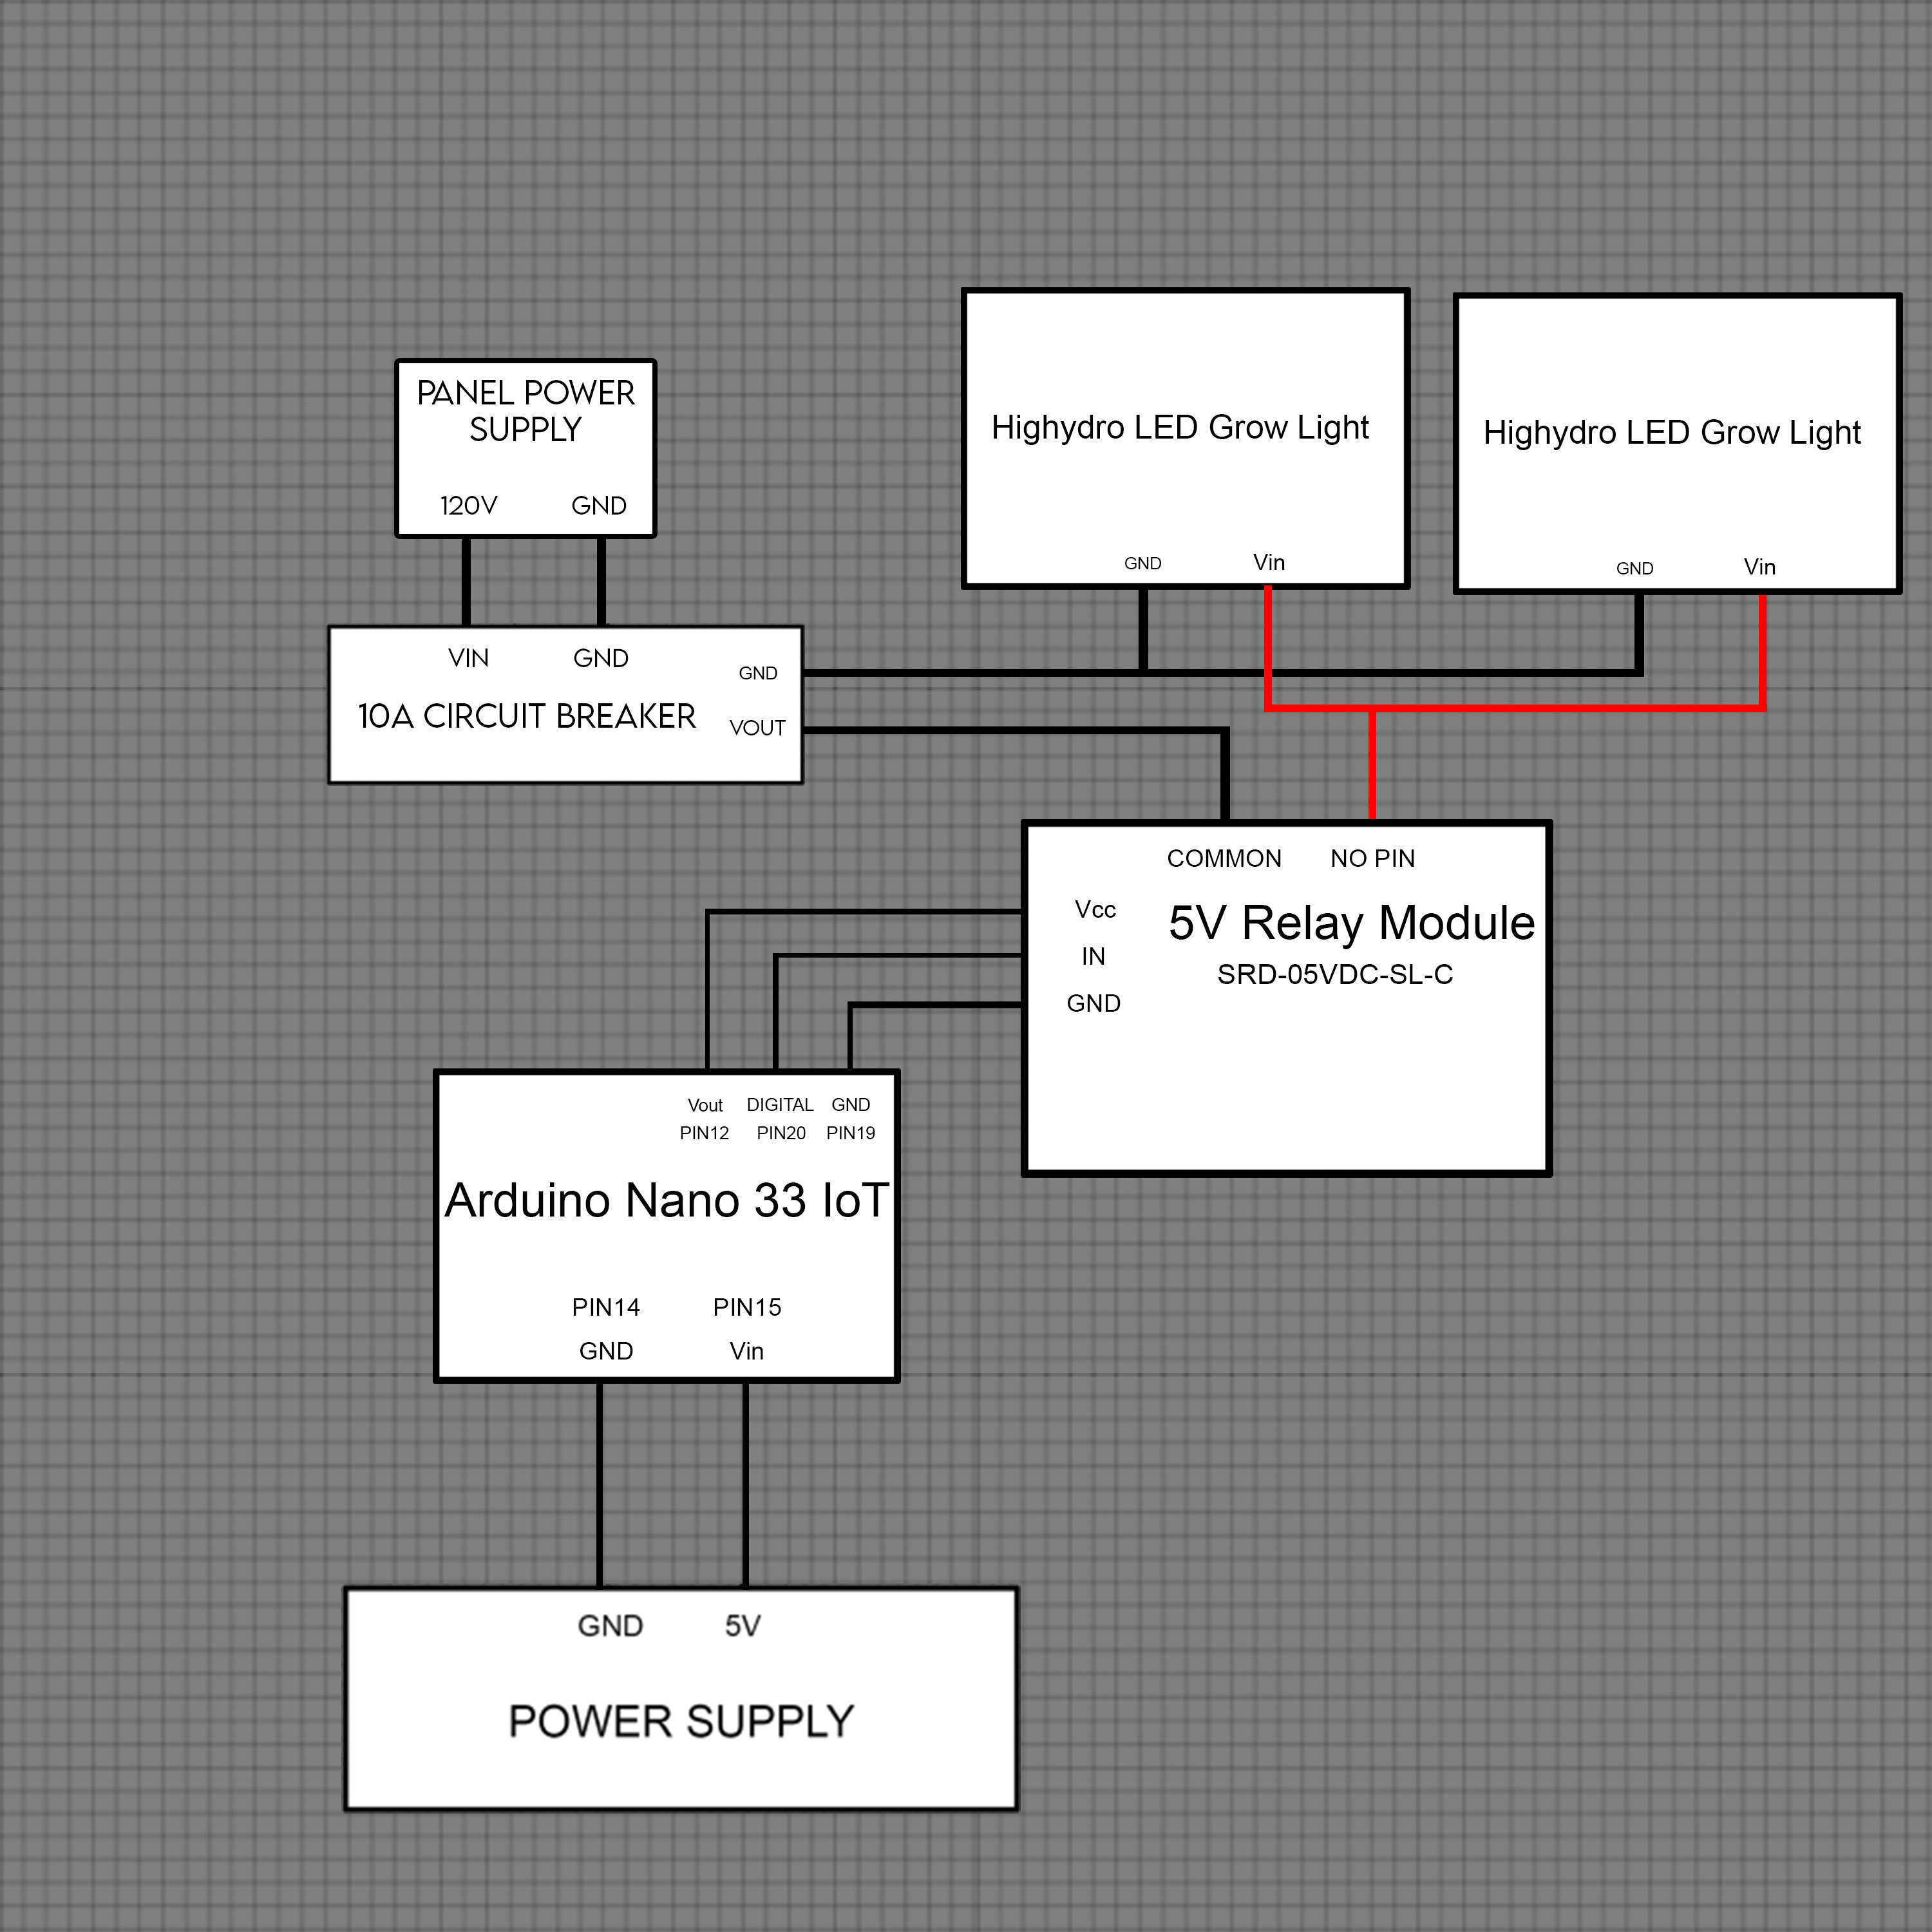 PANEL POWER
SUPPLY
120V GND
VIN GND
GND
10A CIRCUIT BREAKER
VOUT
Highydro LED Grow Light
GND Vin
Highydro LED Grow Light
GND Vin
COMMON NO PIN
Vcc
5V Relay Module
IN
SRD-05VDC-SL-C
GND
Vout DIGITAL GND
PIN12 PIN20 PIN19
Arduino Nano 33 IoT
PIN14 PIN15
GND Vin
GND 5V
POWER SUPPLY